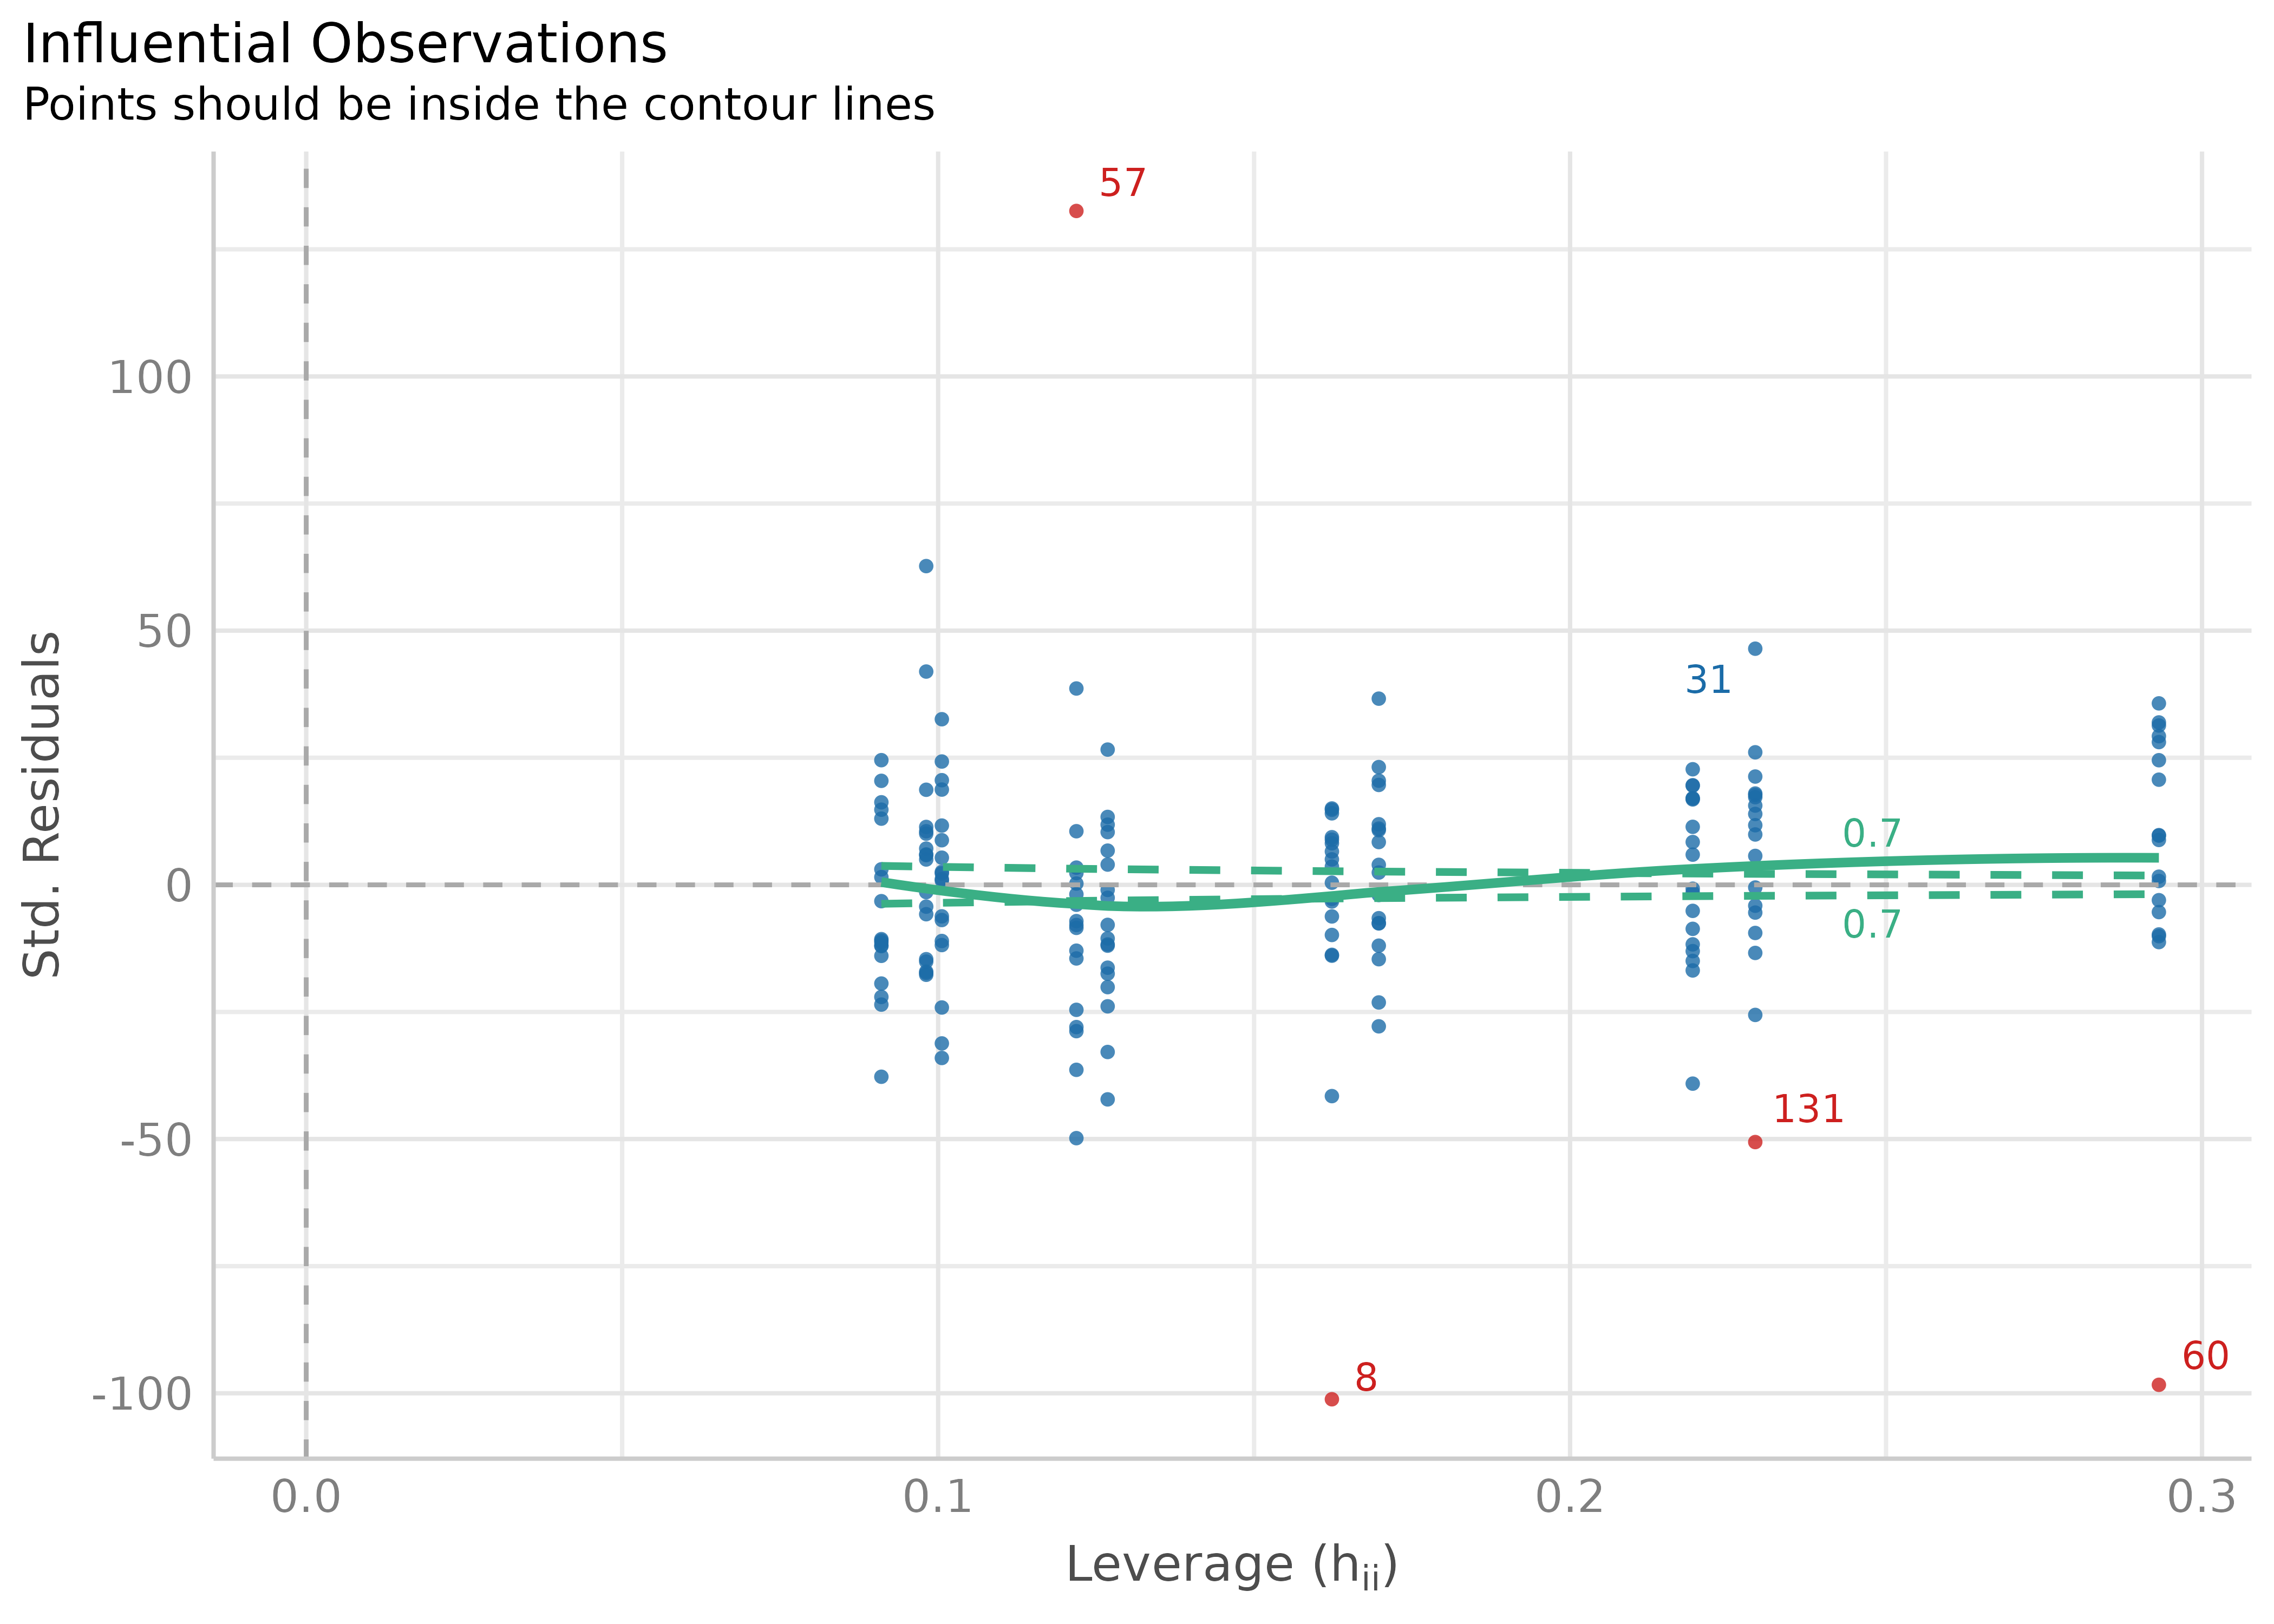 Influential Observations
Points should be inside the contour lines
57
100
50
31
0.7
0
0.7
131
-50
60
8
-100
0.0 0.1 0.2 0.3
Std. Residuals
Leverage (hii)